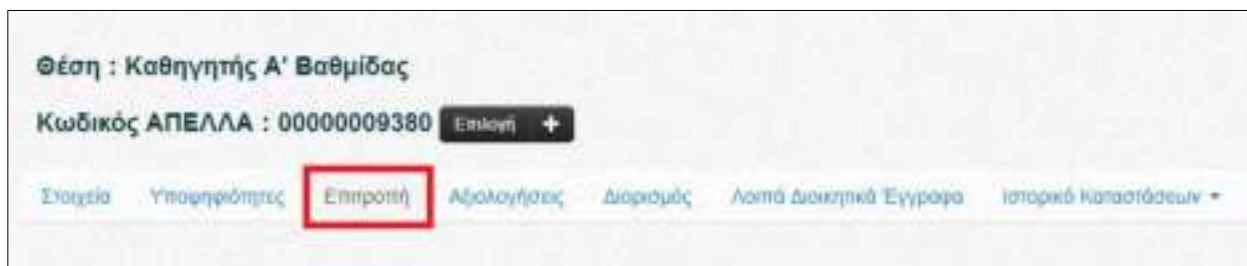 Θέση : Καθηγητής Α' Βαθμίδας
Κωδικός ΑΠΕΛΛΑ : 00000009380 Επιλογή +
Στοιχεία Υποψηφιότητες Επιτροπή Αξιολογήσεις Διορισμός Λοιπά Διοικητικά Έγγραφα Ιστορικό Καταστάσεων